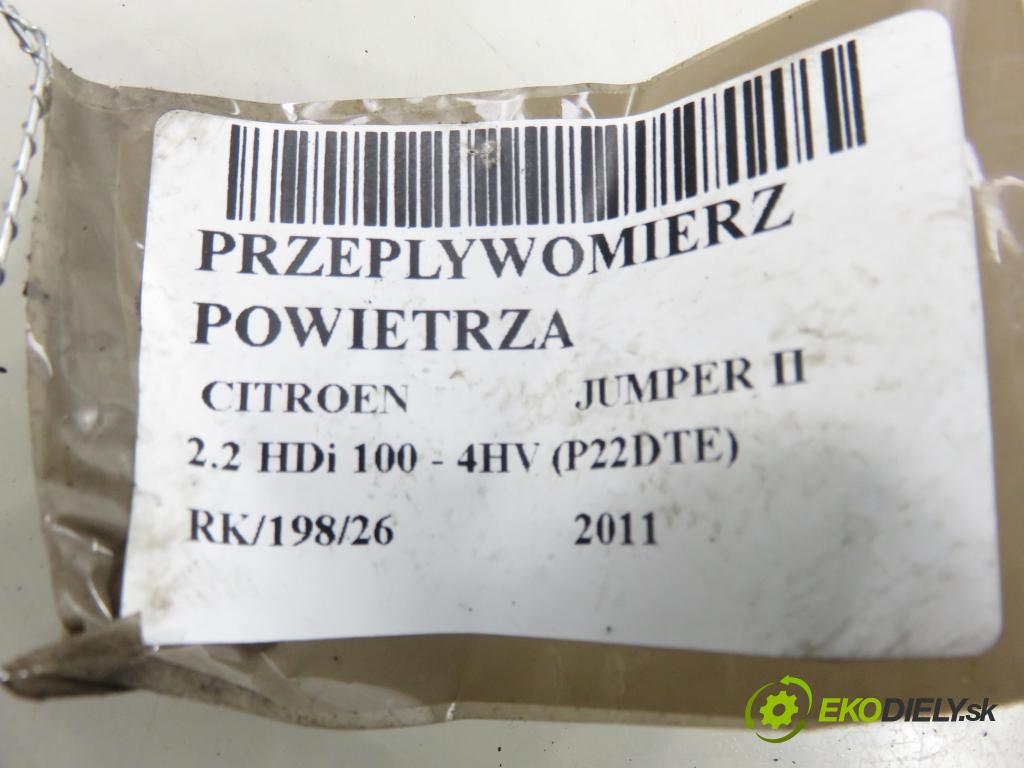 PRZEPLYWOMIERZ
POWIETRZA
CITROEN JUMPER II
2.2 HDi 100 - 4HV (P22DTE)
RK/198/26 2011
EKODIELY.sk